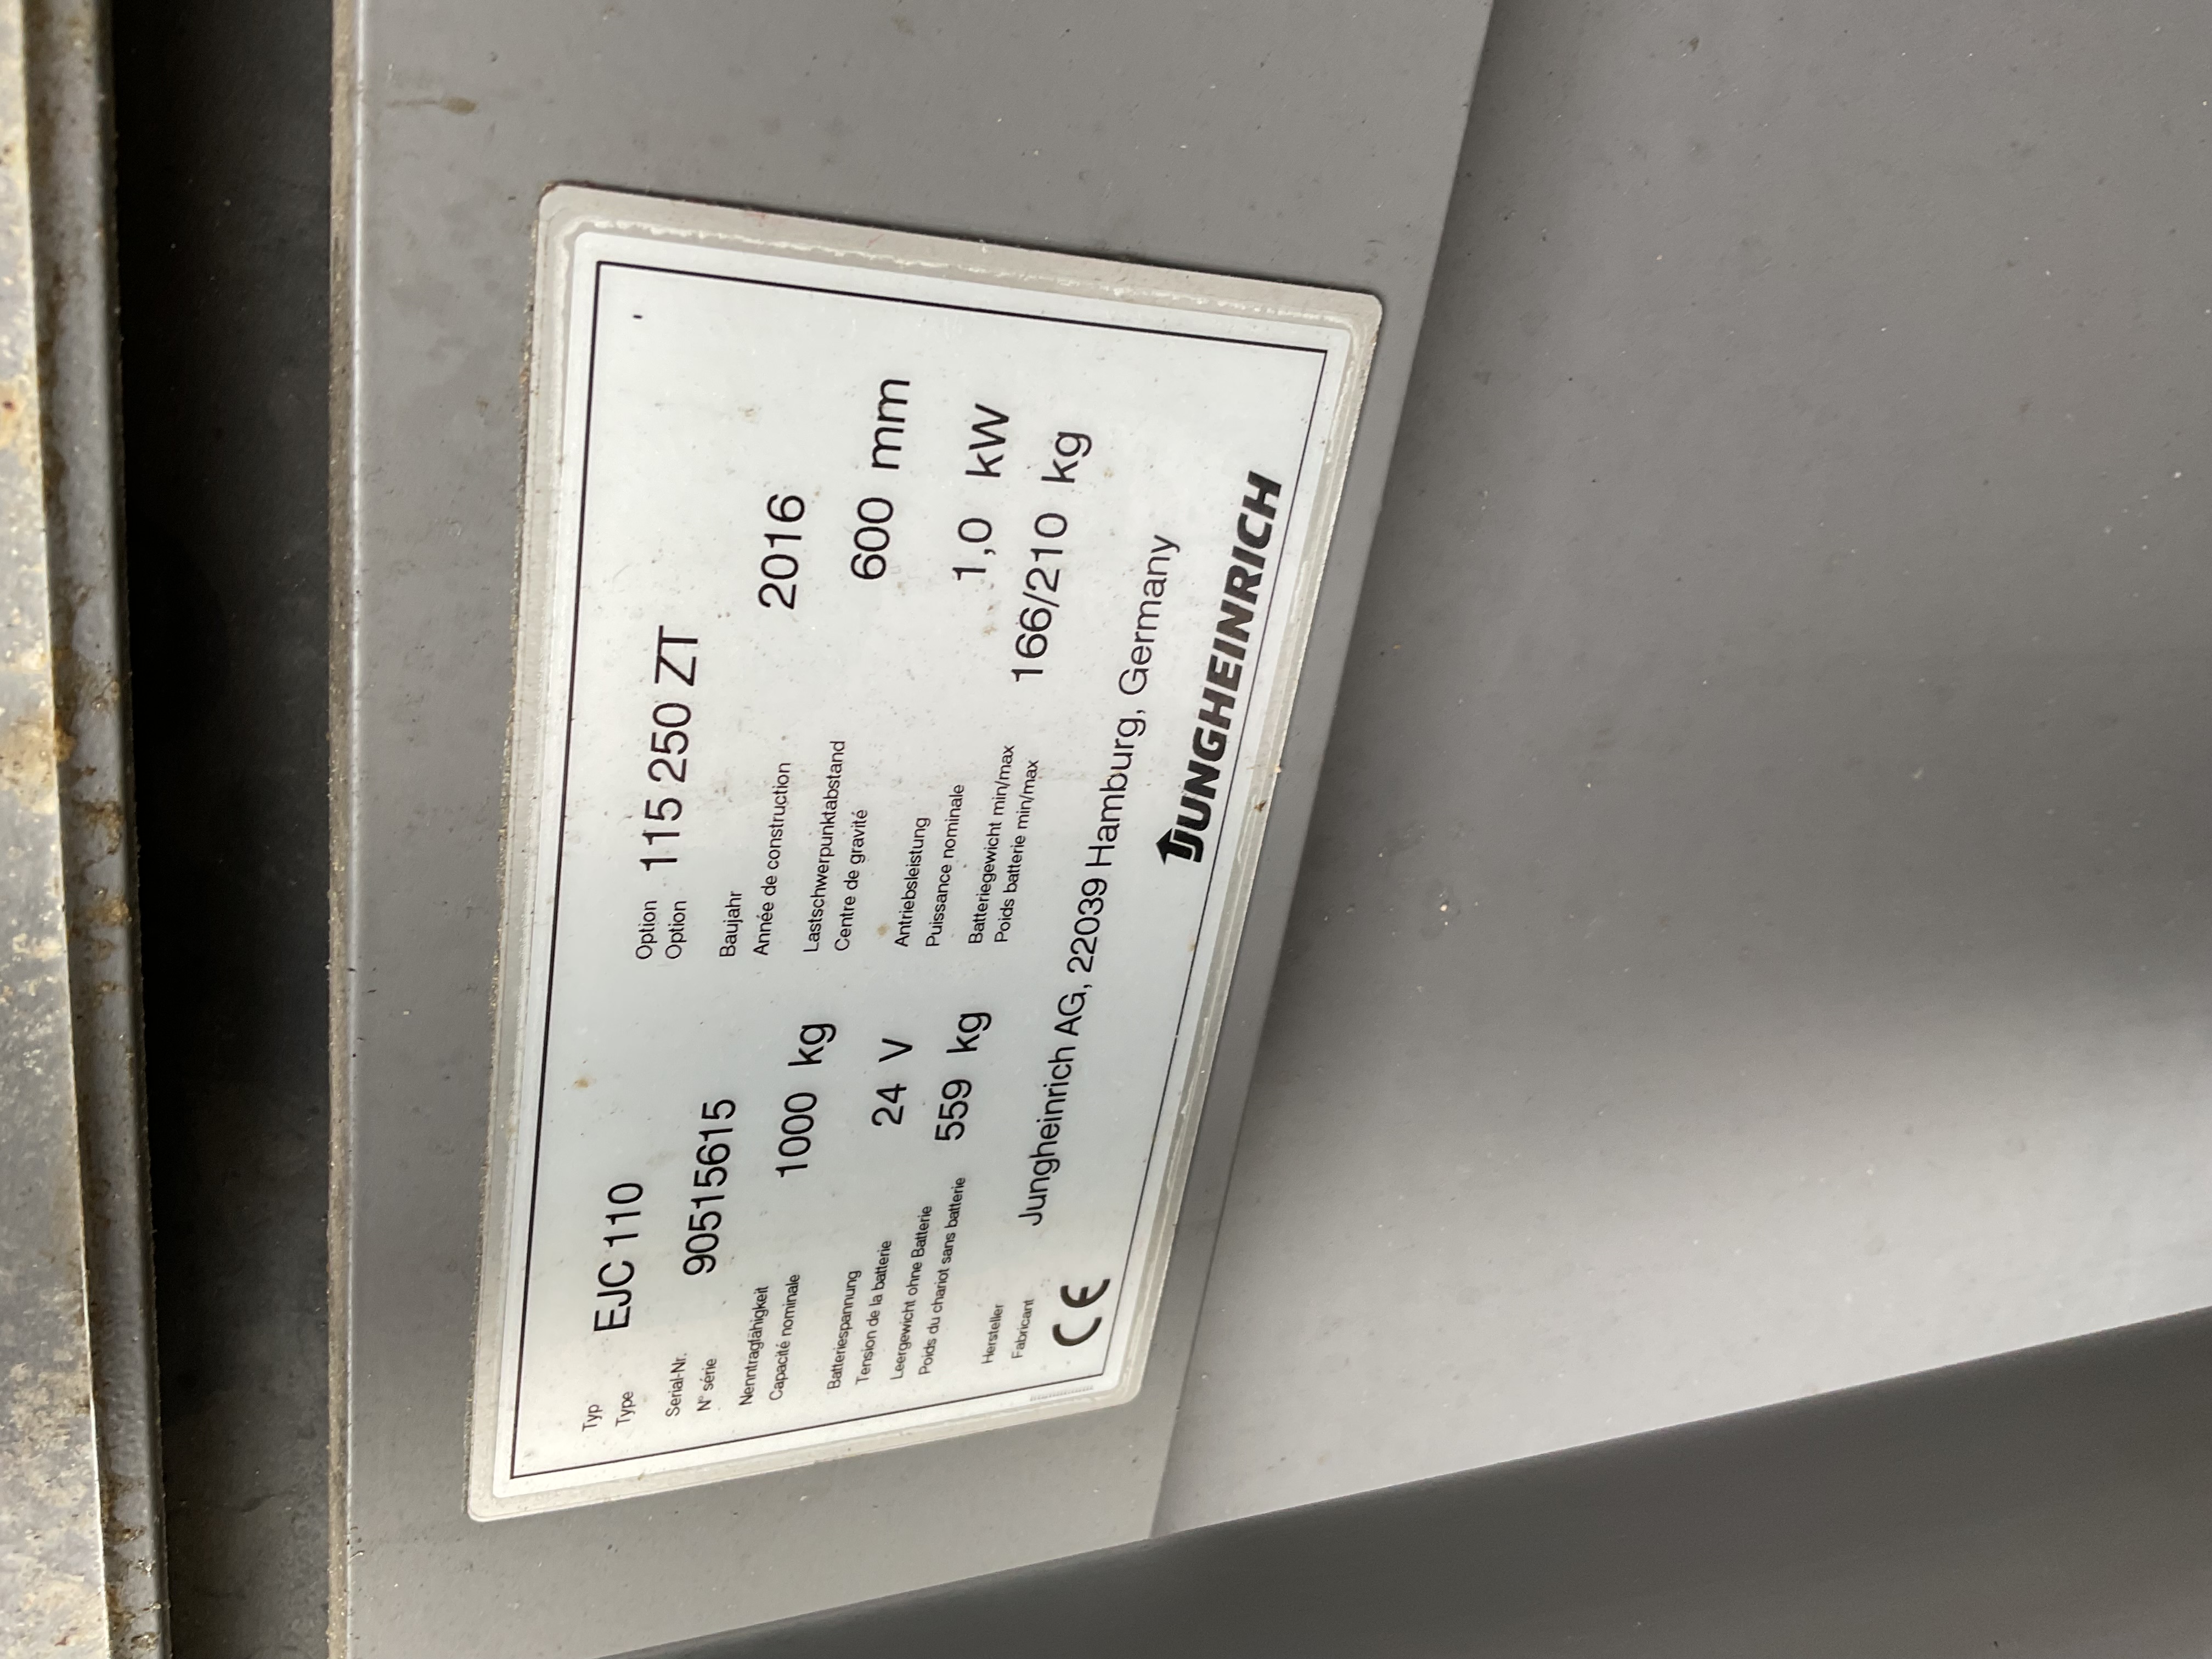 Typ
Type EJC 110
Option
Option 115 250 ZT
Serial-Nr.
N° série 90515615
Baujahr
Année de construction 2016
Nenntragfähigkeit
Capacité nominale 1000 kg
Lastschwerpunktabstand
Centre de gravité 600 mm
Batteriespannung
Tension de la batterie 24 V
Antriebsleistung
Puissance nominale 1,0 kW
Leergewicht ohne Batterie
Poids du chariot sans batterie 559 kg
Batteriegewicht min/max
Poids batterie min/max 166/210 kg
Hersteller
Fabricant Jungheinrich AG, 22039 Hamburg, Germany
CE JUNGHEINRICH